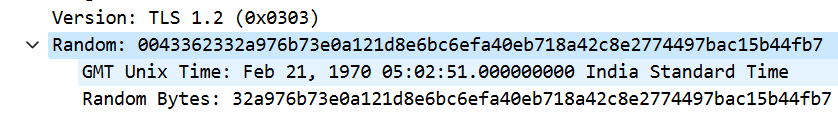 Version: TLS 1.2 (0x0303)
Random: 0043362332a976b73e0a121d8e6bc6efa40eb718a42c8e2774497bac15b44fb7
GMT Unix Time: Feb 21, 1970 05:02:51.000000000 India Standard Time
Random Bytes: 32a976b73e0a121d8e6bc6efa40eb718a42c8e2774497bac15b44fb7